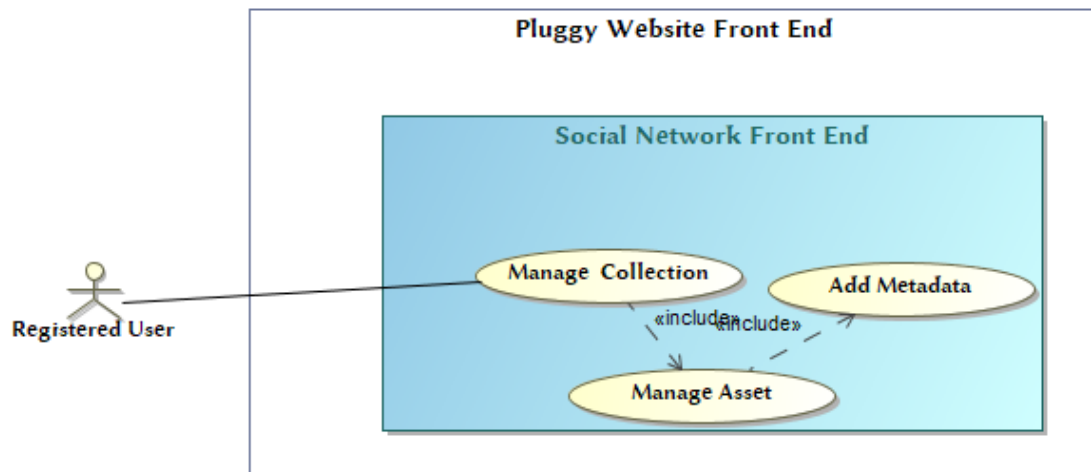 Pluggy Website Front End
Social Network Front End
Manage Collection
Add Metadata
Registered User
«include»
«include»
Manage Asset